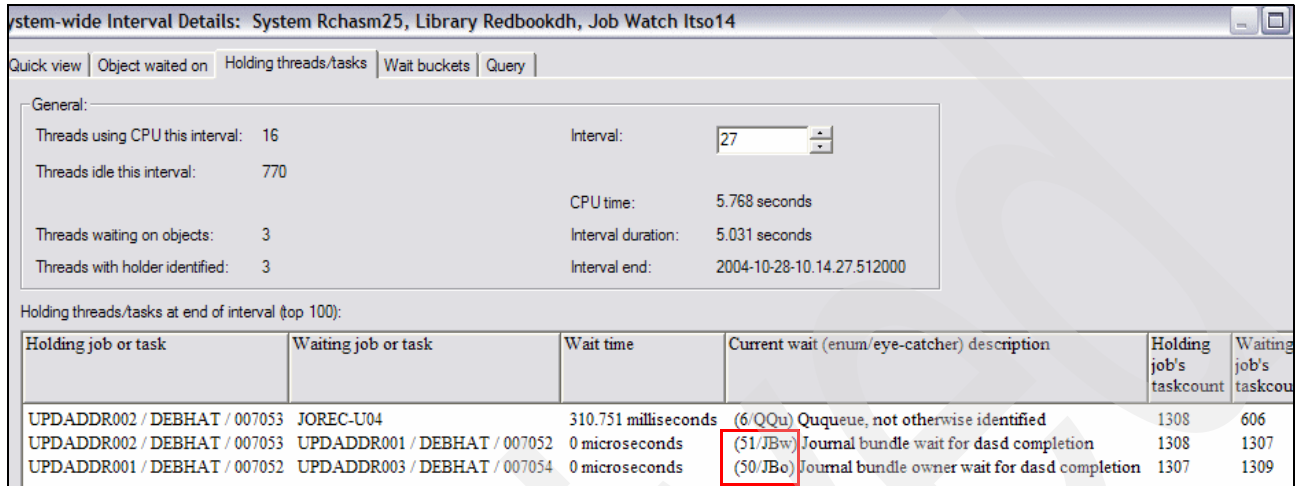 ystem-wide Interval Details: System Rchasm25, Library Redbookdh, Job Watch Itso14
Quick view Object waited on Holding threads/tasks Wait buckets Query
General:
Threads using CPU this interval: 16 Interval: 27
Threads idle this interval: 770
CPU time: 5.768 seconds
Threads waiting on objects: 3 Interval duration: 5.031 seconds
Threads with holder identified: 3 Interval end: 2004-10-28-10.14.27.512000
Holding threads/tasks at end of interval (top 100):
Holding job or task Waiting job or task Wait time Current wait (enum/eye-catcher) description Holding Waiting
job's job's
taskcount taskcou
UPDADDR002 / DEBHAT / 007053 JOREC-U04 310.751 milliseconds (6/QQu) Ququeue, not otherwise identified 1308 606
UPDADDR002 / DEBHAT / 007053 UPDADDR001 / DEBHAT / 007052 0 microseconds (51/JBw) Journal bundle wait for dasd completion 1308 1307
UPDADDR001 / DEBHAT / 007052 UPDADDR003 / DEBHAT / 007054 0 microseconds (50/JBo) Journal bundle owner wait for dasd completion 1307 1309